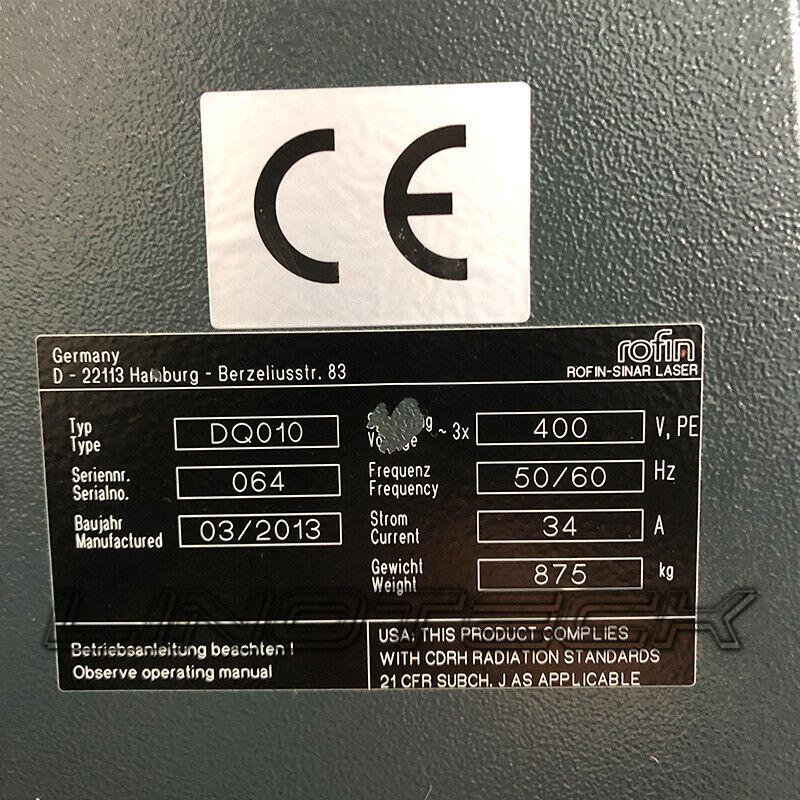 CE
Germany
D - 22113 Hamburg - Berzeliusstr. 83
rofin
ROFIN-SINAR LASER
Typ
Type
DQ010
~ 3x
400
V, PE
Seriennr.
Serialno.
064
Frequenz
Frequency
50/60
Hz
Baujahr
Manufactured
03/2013
Strom
Current
34
A
Gewicht
Weight
875
kg
LINOTECK
Betriebsanleitung beachten !
Observe operating manual
USA: THIS PRODUCT COMPLIES
WITH CDRH RADIATION STANDARDS
21 CFR SUBCH. J AS APPLICABLE